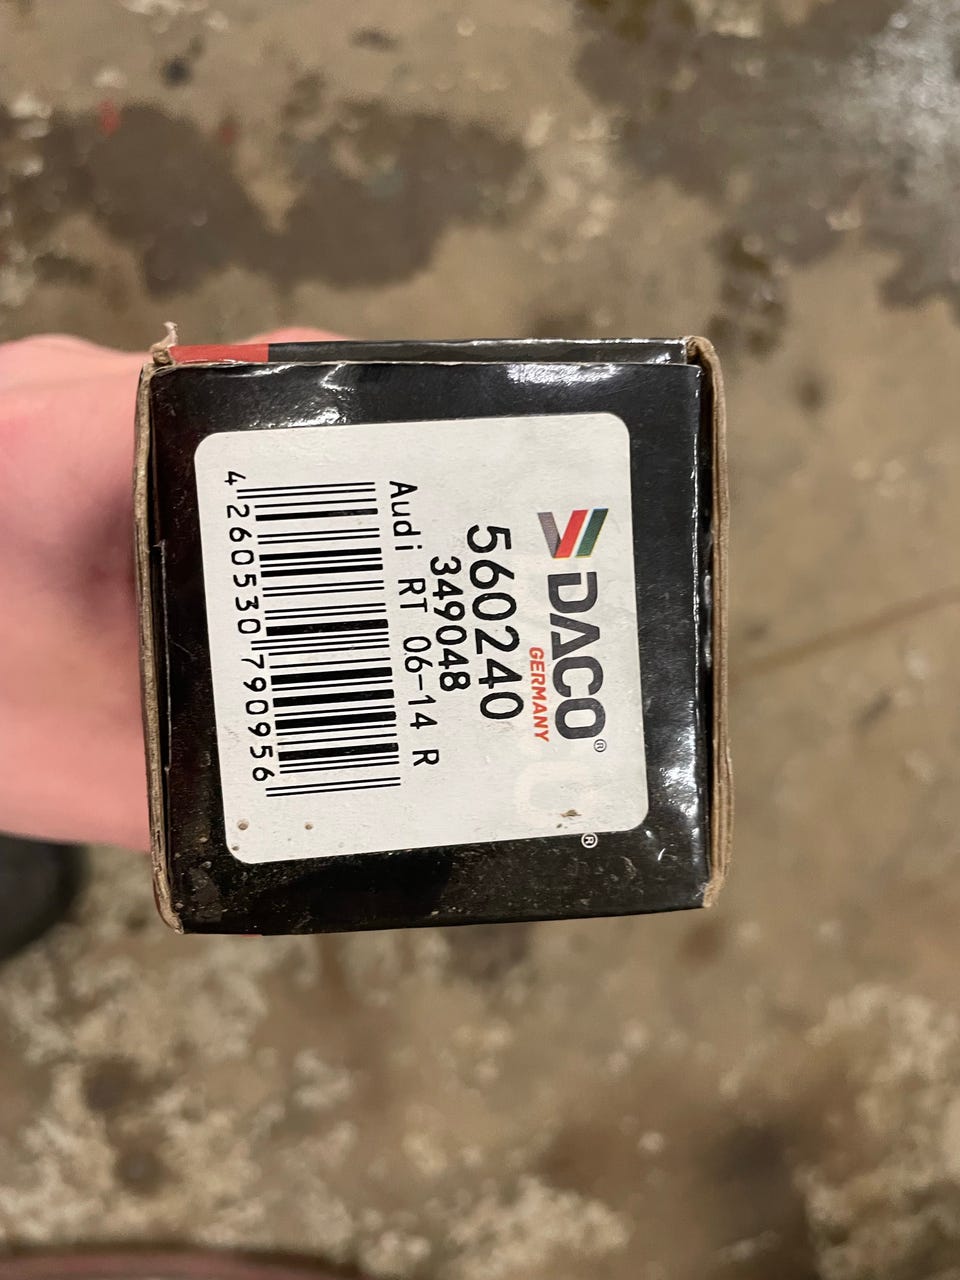 DACO®
GERMANY
560240
349048
Audi RT 06-14 R
4 260530 790956
®